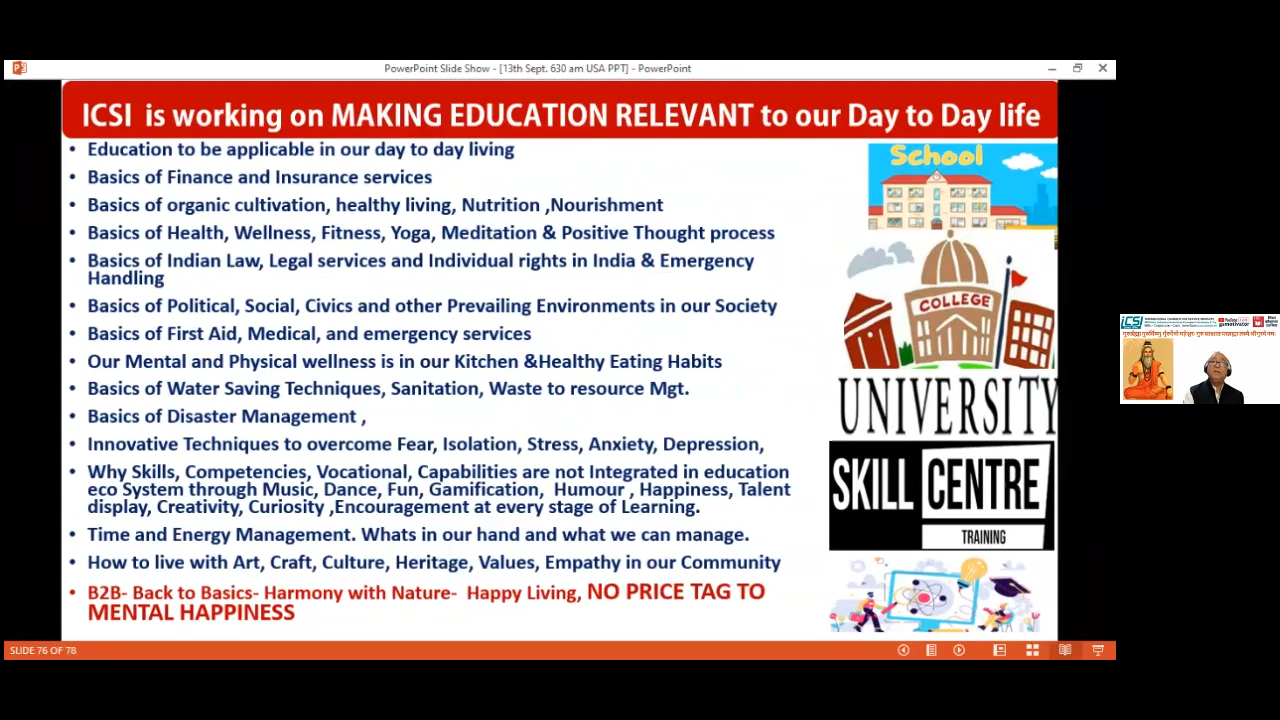 PowerPoint Slide Show - [13th Sept. 630 am USA PPT] - PowerPoint
ICSI is working on MAKING EDUCATION RELEVANT to our Day to Day life
• Education to be applicable in our day to day living
• Basics of Finance and Insurance services
• Basics of organic cultivation, healthy living, Nutrition ,Nourishment
• Basics of Health, Wellness, Fitness, Yoga, Meditation & Positive Thought process
• Basics of Indian Law, Legal services and Individual rights in India & Emergency
Handling
• Basics of Political, Social, Civics and other Prevailing Environments in our Society
• Basics of First Aid, Medical, and emergency services
• Our Mental and Physical wellness is in our Kitchen &Healthy Eating Habits
• Basics of Water Saving Techniques, Sanitation, Waste to resource Mgt.
• Basics of Disaster Management ,
• Innovative Techniques to overcome Fear, Isolation, Stress, Anxiety, Depression,
• Why Skills, Competencies, Vocational, Capabilities are not Integrated in education
eco System through Music, Dance, Fun, Gamification, Humour , Happiness, Talent
display, Creativity, Curiosity ,Encouragement at every stage of Learning.
• Time and Energy Management. Whats in our hand and what we can manage.
• How to live with Art, Craft, Culture, Heritage, Values, Empathy in our Community
• B2B- Back to Basics- Harmony with Nature- Happy Living, NO PRICE TAG TO
MENTAL HAPPINESS
School
COLLEGE
UNIVERSITY
SKILL CENTRE
TRAINING
SLIDE 76 OF 78
iCSi